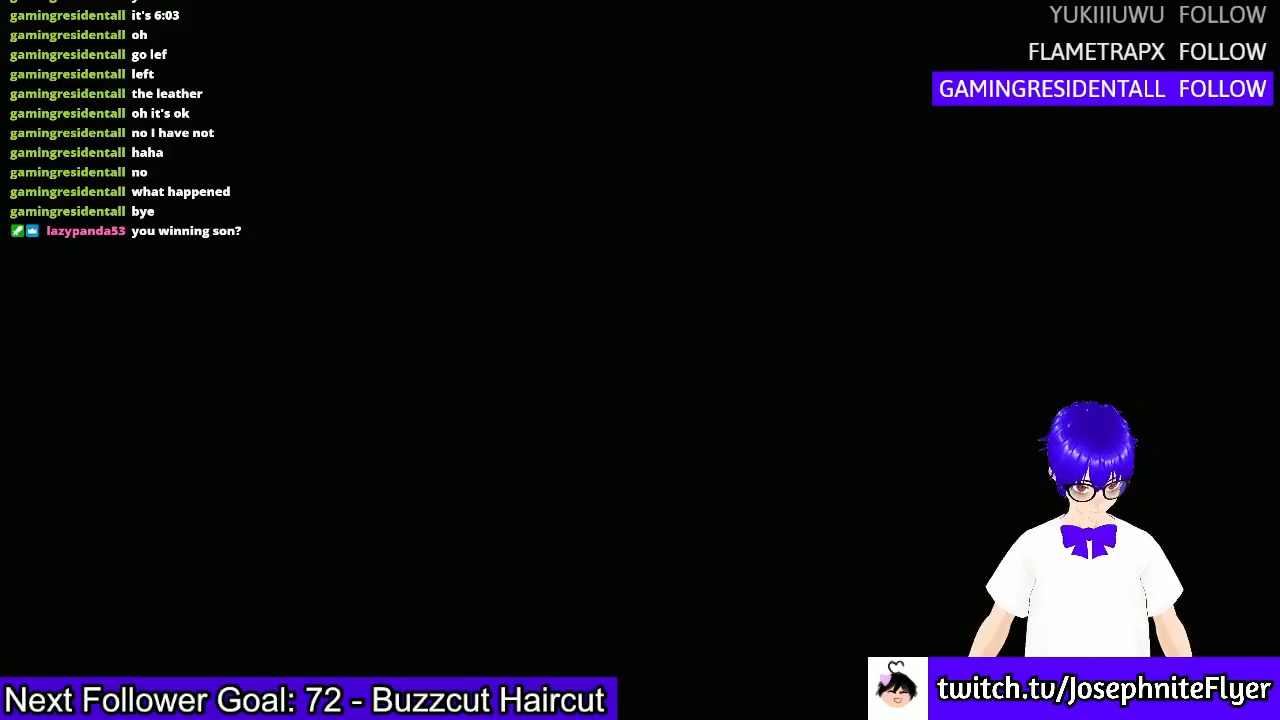 gamingresidentall it's 6:03
gamingresidentall oh
gamingresidentall go lef
gamingresidentall left
gamingresidentall the leather
gamingresidentall oh it's ok
gamingresidentall no I have not
gamingresidentall haha
gamingresidentall no
gamingresidentall what happened
gamingresidentall bye
lazypanda53 you winning son?
YUKIIIUWU FOLLOW
FLAMETRAPX FOLLOW
GAMINGRESIDENTALL FOLLOW
Next Follower Goal: 72 - Buzzcut Haircut
twitch.tv/JosephniteFlyer